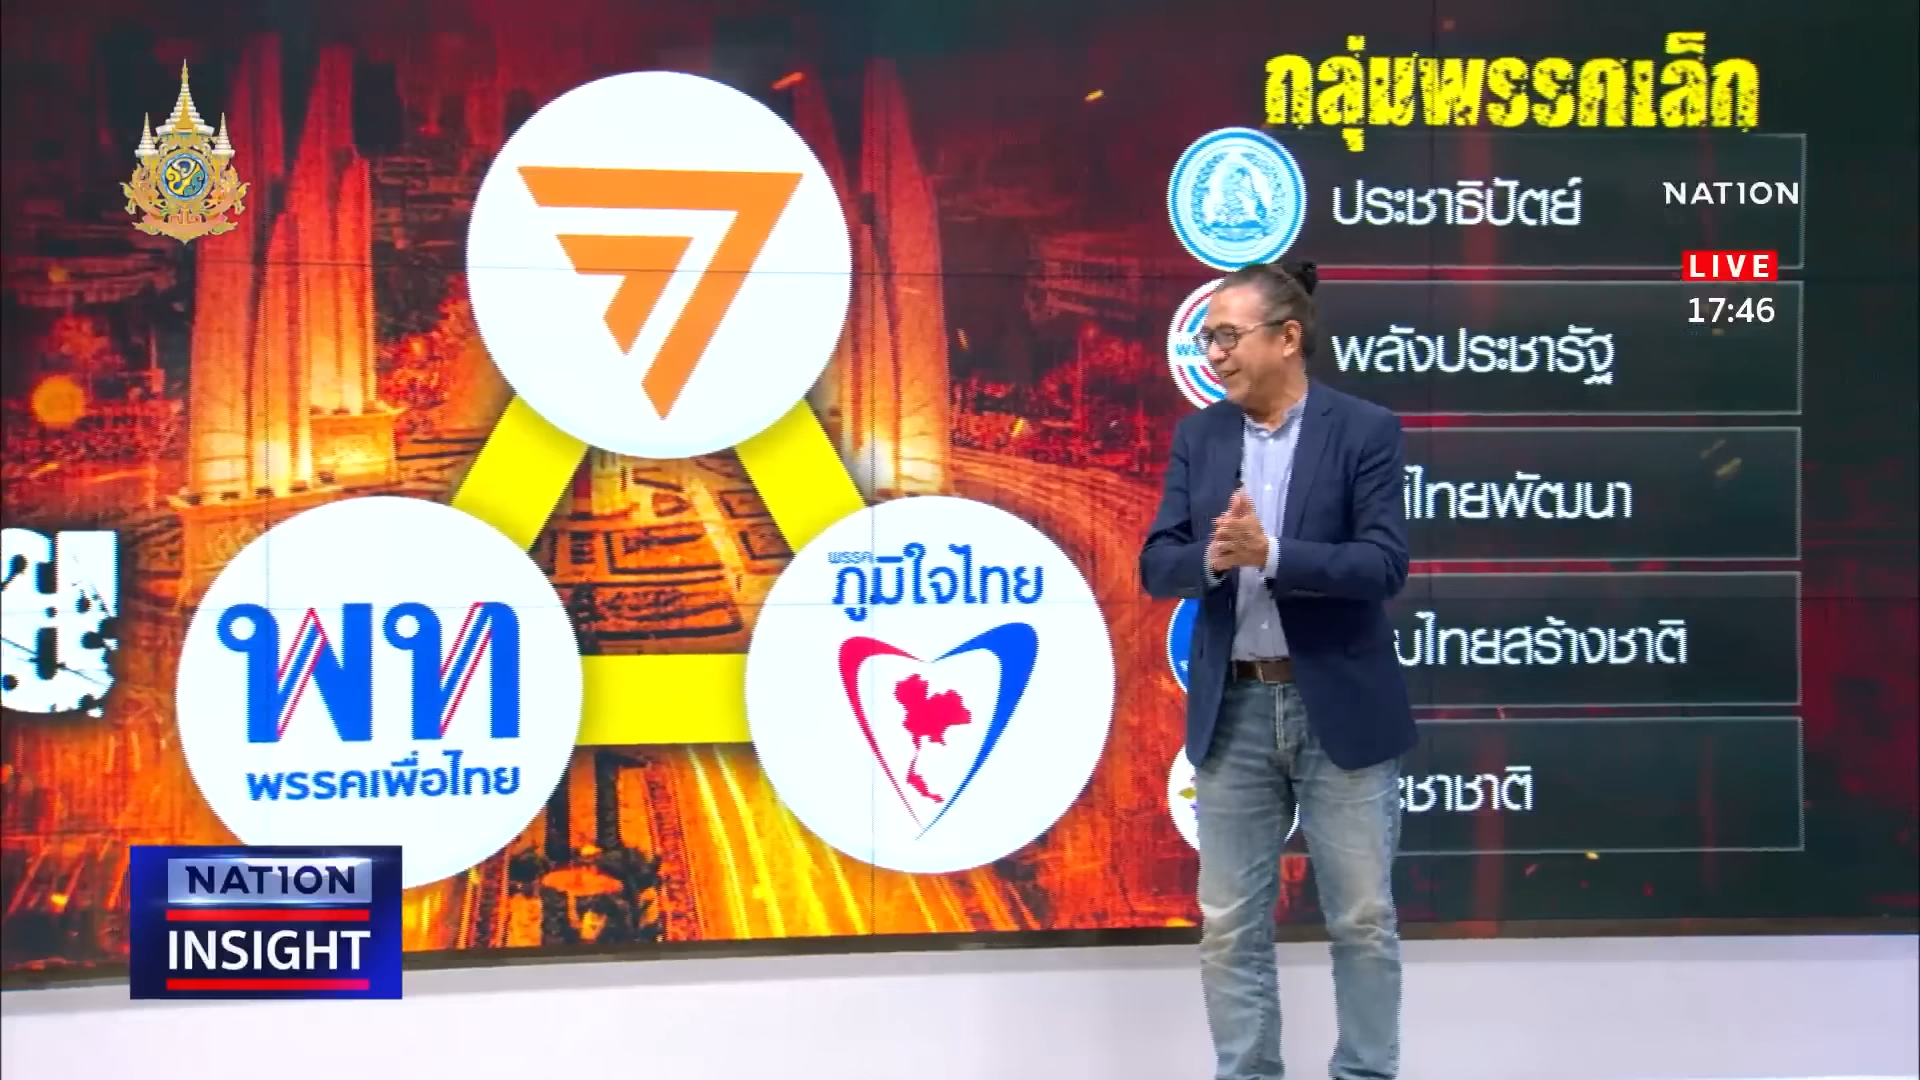 กลุ่มพรรคเล็ก
ประชาธิปัตย์
NATION
LIVE
17:46
พลังประชารัฐ
ไทยพัฒนา
ไทยสร้างชาติ
ชาชาติ
พรรค
ภูมิใจไทย
พท
พรรคเพื่อไทย
NATION
INSIGHT